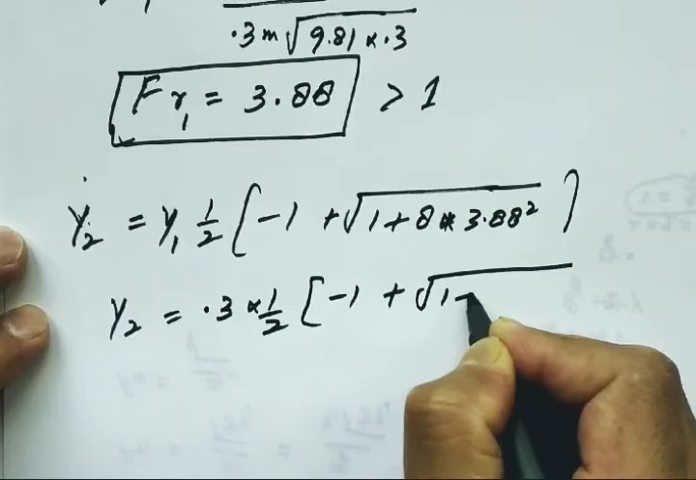 .3 m √9.81 * .3
Fr₁ = 3.88 > 1
y₂ = y₁ 1/2 [-1 + √1 + 8 * 3.88²]
y₂ = .3 * 1/2 [-1 + √1